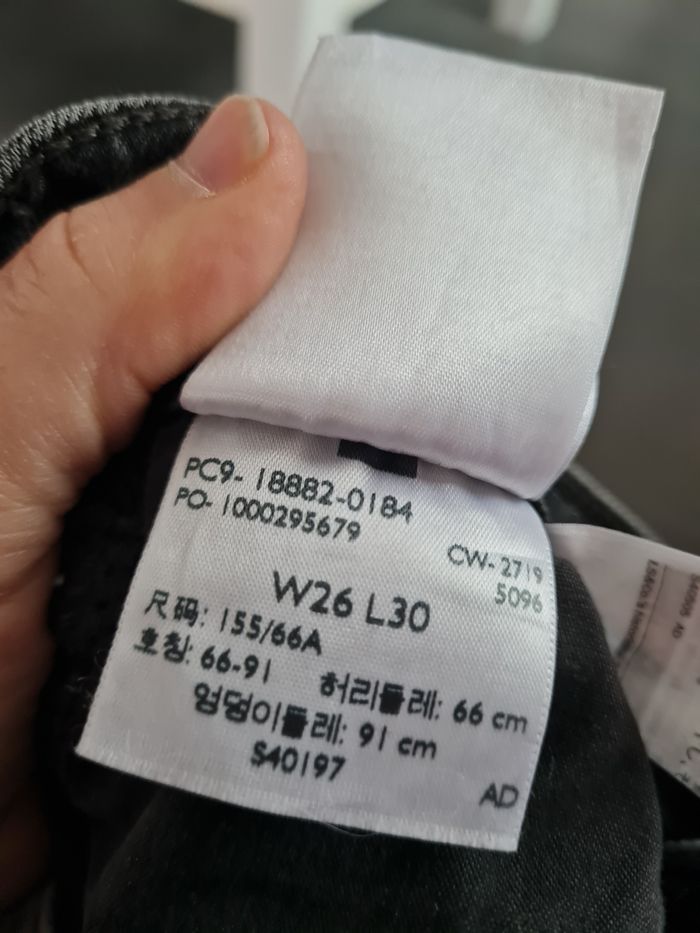 PC9- 18882-0184
PO- 1000295679
CW- 2719
5096
W26 L30
尺码: 155/66A
호칭: 66-91
허리둘레: 66 cm
엉덩이둘레: 91 cm
S40197
AD
AD